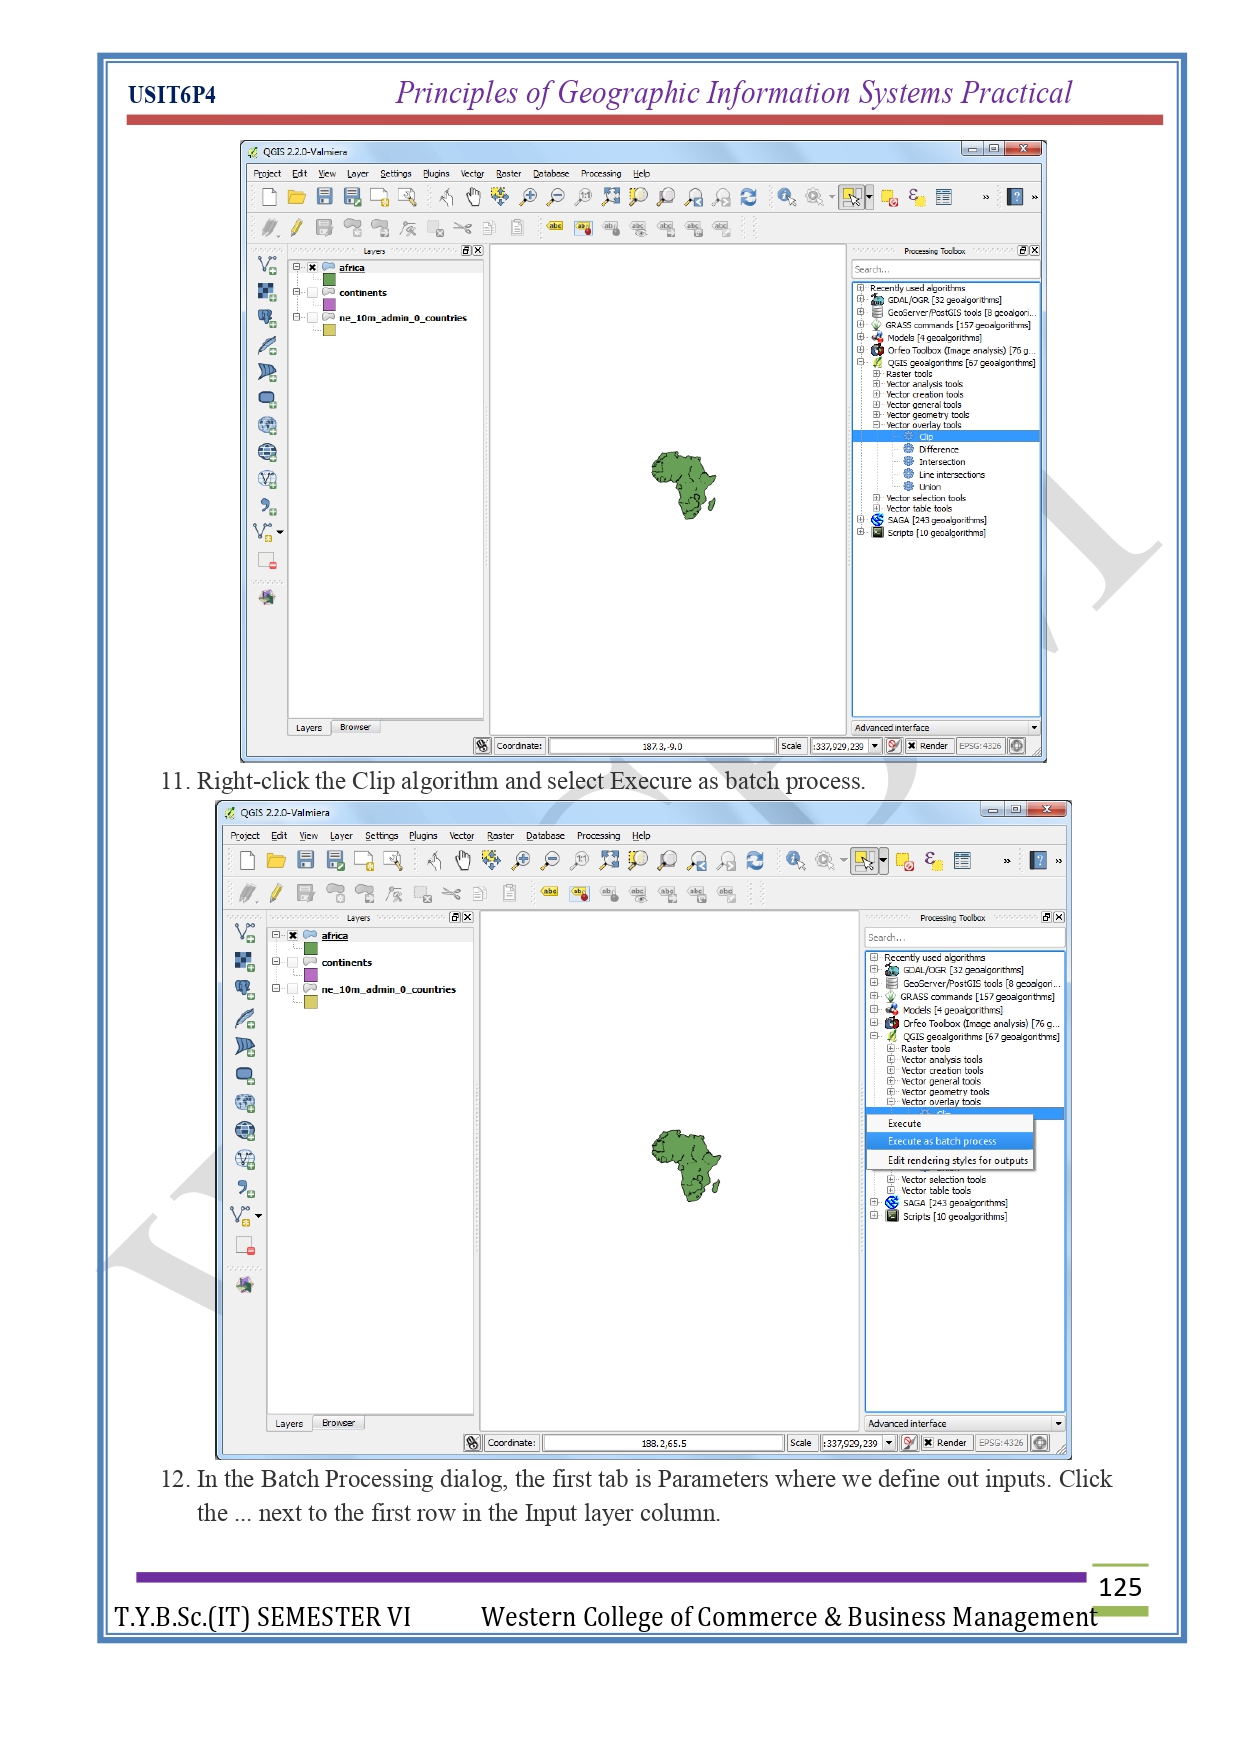 USIT6P4 Principles of Geographic Information Systems Practical
QGIS 2.2.0-Valmiera
Project Edit View Layer Settings Plugins Vector Raster Database Processing Help
Layers
africa
continents
ne_10m_admin_0_countries
Layers Browser
Processing Toolbox
Search...
Recently used algorithms
GDAL/OGR [32 geoalgorithms]
GeoServer/PostGIS tools [8 geoalgori...
GRASS commands [157 geoalgorithms]
Models [4 geoalgorithms]
Orfeo Toolbox (Image analysis) [76 g...
QGIS geoalgorithms [67 geoalgorithms]
Raster tools
Vector analysis tools
Vector creation tools
Vector general tools
Vector geometry tools
Vector overlay tools
Clip
Difference
Intersection
Line intersections
Union
Vector selection tools
Vector table tools
SAGA [243 geoalgorithms]
Scripts [10 geoalgorithms]
Advanced interface
Coordinate: 187.3,-9.0 Scale :337,929,239 Render EPSG:4326
11. Right-click the Clip algorithm and select Execure as batch process.
QGIS 2.2.0-Valmiera
Project Edit View Layer Settings Plugins Vector Raster Database Processing Help
Layers
africa
continents
ne_10m_admin_0_countries
Layers Browser
Processing Toolbox
Search...
Recently used algorithms
GDAL/OGR [32 geoalgorithms]
GeoServer/PostGIS tools [8 geoalgori...
GRASS commands [157 geoalgorithms]
Models [4 geoalgorithms]
Orfeo Toolbox (Image analysis) [76 g...
QGIS geoalgorithms [67 geoalgorithms]
Raster tools
Vector analysis tools
Vector creation tools
Vector general tools
Vector geometry tools
Vector overlay tools
Execute
Execute as batch process
Edit rendering styles for outputs
Vector selection tools
Vector table tools
SAGA [243 geoalgorithms]
Scripts [10 geoalgorithms]
Advanced interface
Coordinate: 188.2,65.5 Scale :337,929,239 Render EPSG:4326
12. In the Batch Processing dialog, the first tab is Parameters where we define out inputs. Click
the ... next to the first row in the Input layer column.
125
T.Y.B.Sc.(IT) SEMESTER VI Western College of Commerce & Business Management